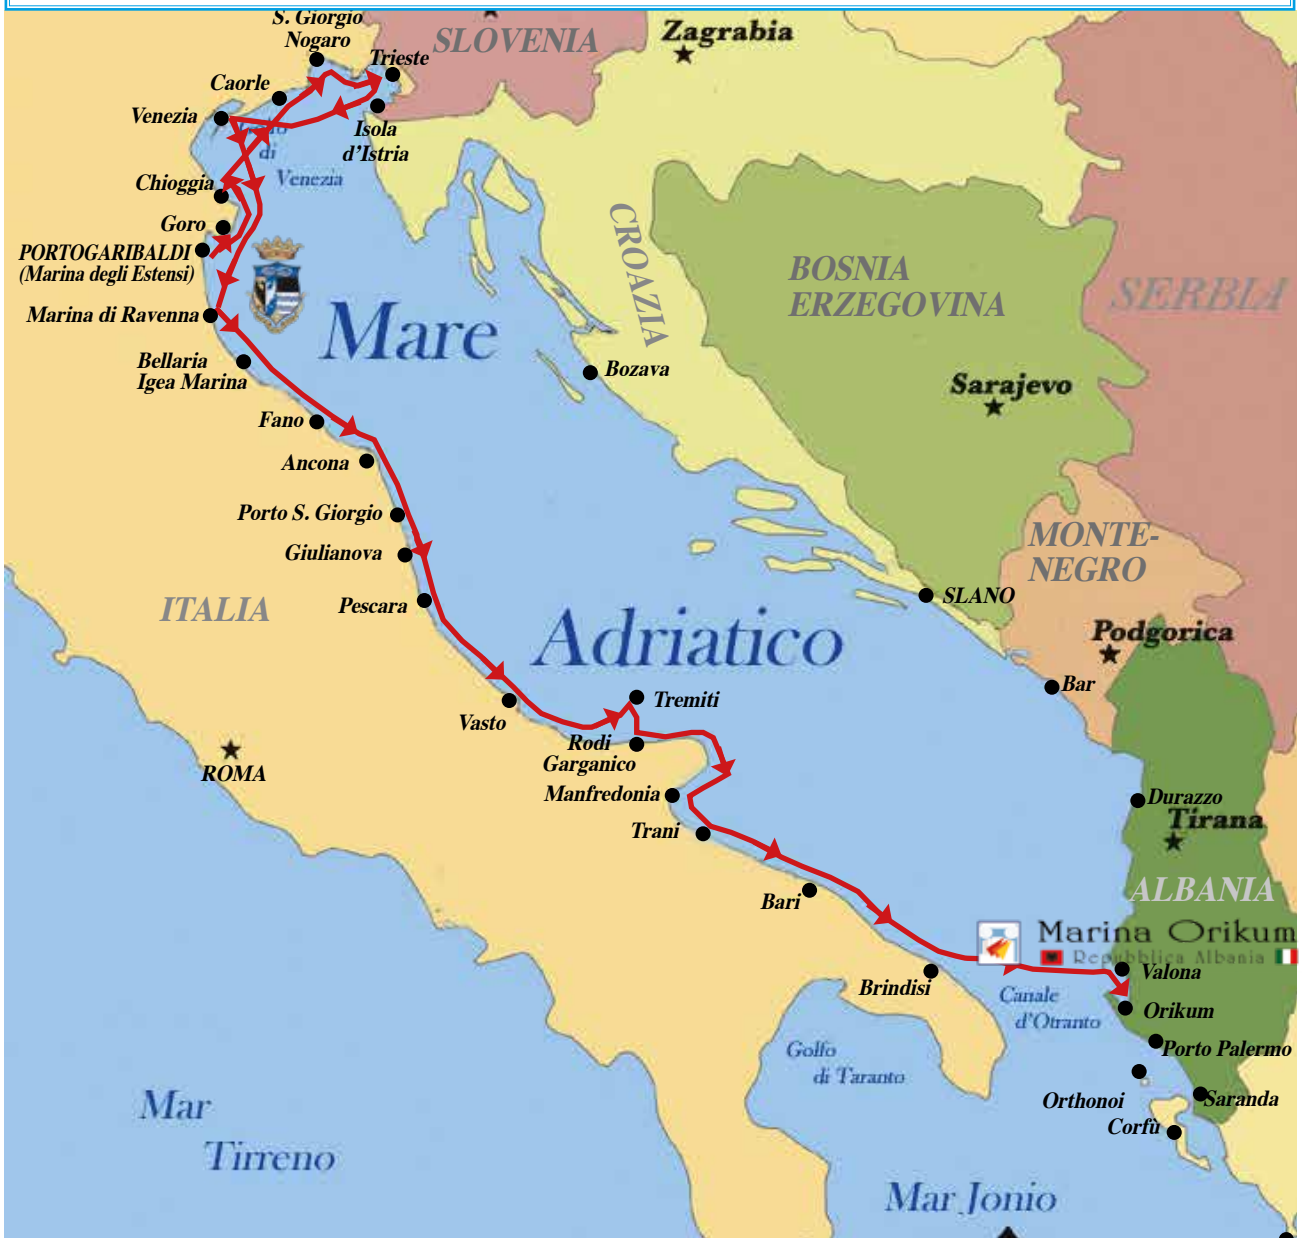 S. Giorgio
Nogaro
SLOVENIA
Zagrabia
Trieste
Caorle
Venezia
Isola
d'Istria
di
Venezia
Chioggia
Goro
PORTOGARIBALDI
(Marina degli Estensi)
CROAZIA
BOSNIA
ERZEGOVINA
SERBIA
Marina di Ravenna
Mare
Bellaria
Igea Marina
Bozava
Sarajevo
Fano
Ancona
Porto S. Giorgio
Giulianova
MONTE-
NEGRO
Pescara
ITALIA
SLANO
Adriatico
Podgorica
Bar
Tremiti
Vasto
Rodi
Garganico
ROMA
Manfredonia
Durazzo
Tirana
Trani
ALBANIA
Bari
Marina Orikum
Repubblica Albania
Valona
Brindisi
Canale
d'Otranto
Orikum
Golfo
di Taranto
Porto Palermo
Orthonoi
Saranda
Corfù
Mar
Tirreno
Mar Jonio